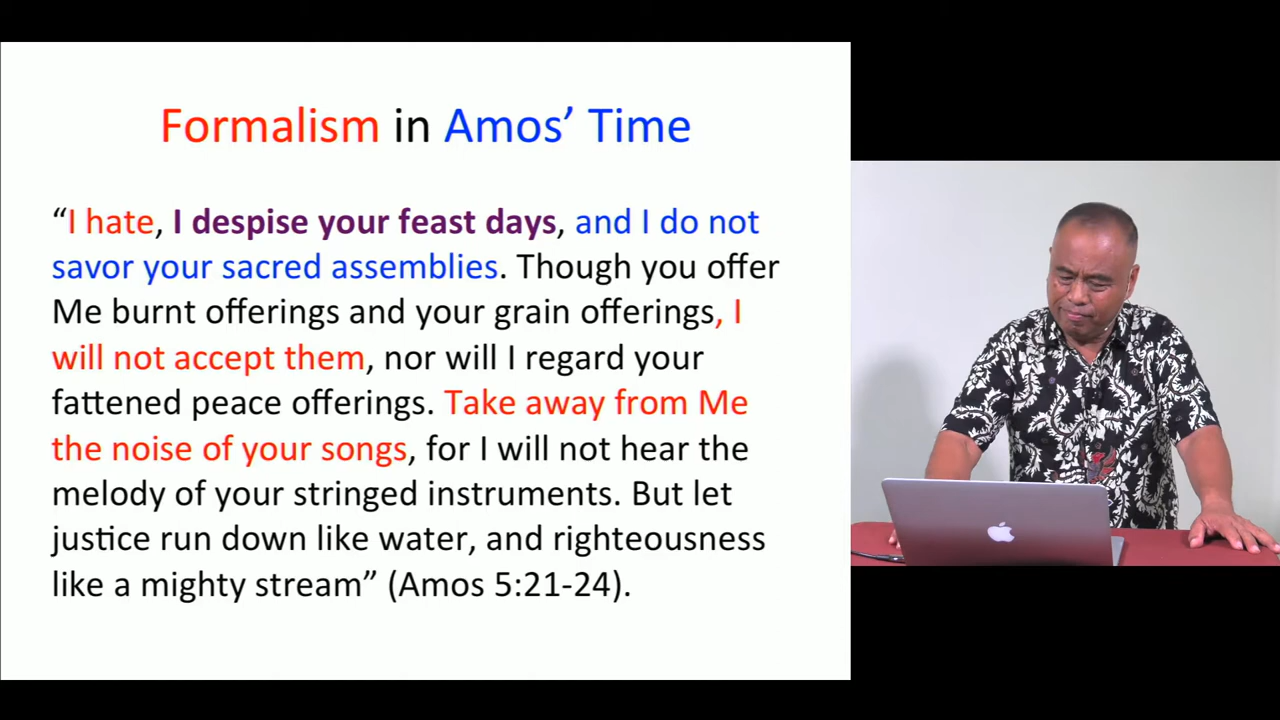 Formalism in Amos’ Time
“I hate, I despise your feast days, and I do not
savor your sacred assemblies. Though you offer
Me burnt offerings and your grain offerings, I
will not accept them, nor will I regard your
fattened peace offerings. Take away from Me
the noise of your songs, for I will not hear the
melody of your stringed instruments. But let
justice run down like water, and righteousness
like a mighty stream” (Amos 5:21-24).